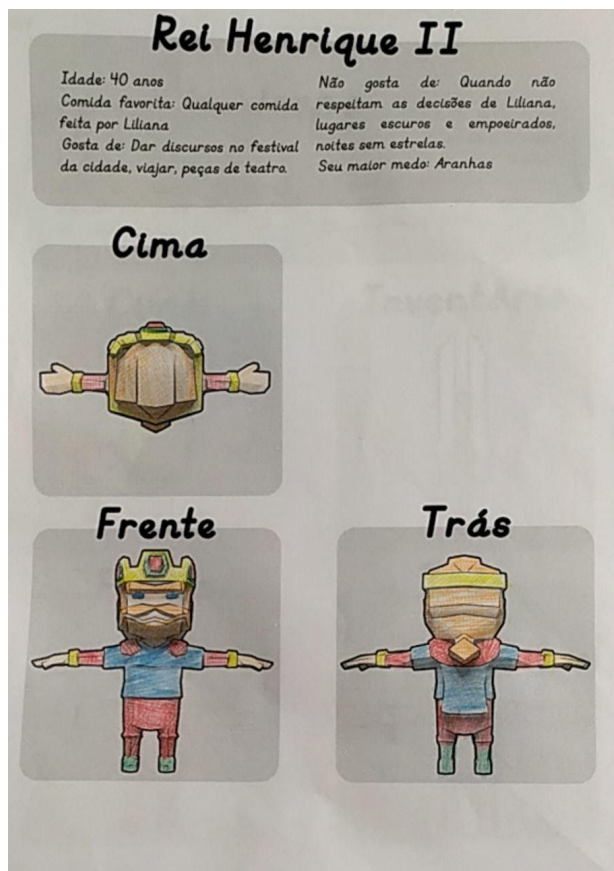 Rei Henrique II
Idade: 40 anos
Comida favorita: Qualquer comida
feita por Liliana
Gosta de: Dar discursos no festival
da cidade, viajar, peças de teatro.
Não gosta de: Quando não
respeitam as decisões de Liliana,
lugares escuros e empoeirados,
noites sem estrelas.
Seu maior medo: Aranhas
Cima
Inventário
Frente
Trás